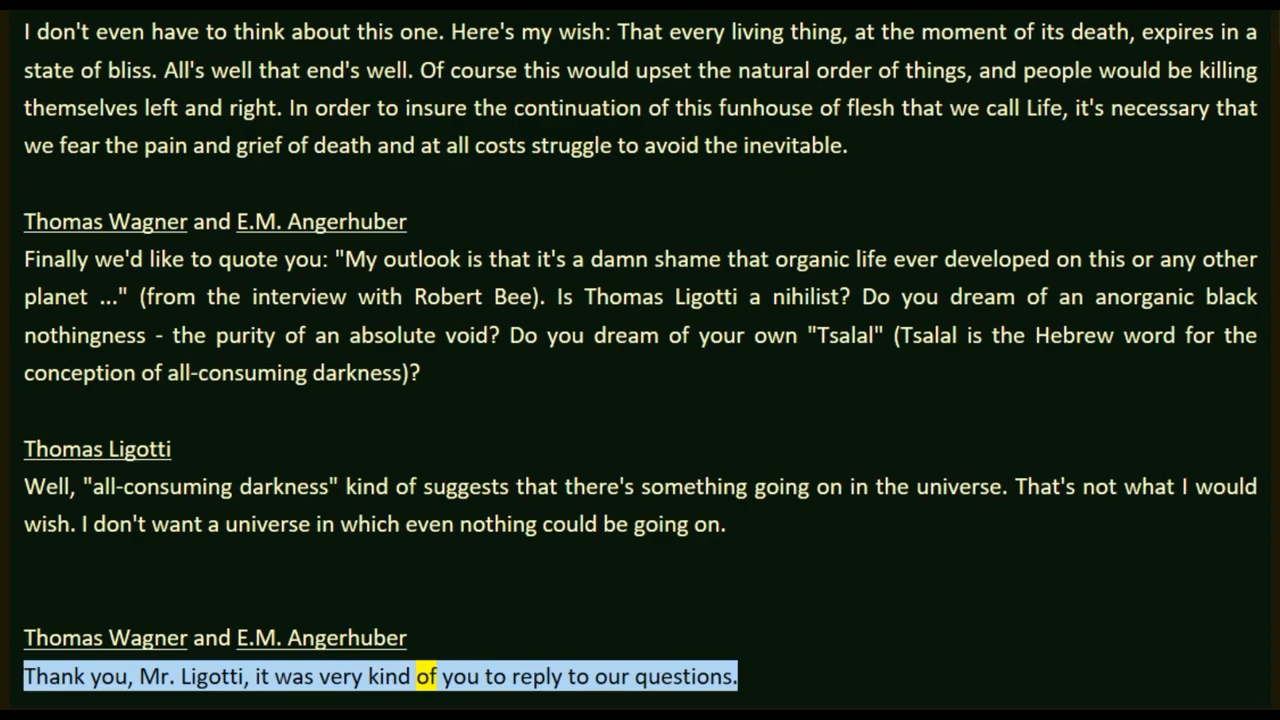 I don't even have to think about this one. Here's my wish: That every living thing, at the moment of its death, expires in a
state of bliss. All's well that end's well. Of course this would upset the natural order of things, and people would be killing
themselves left and right. In order to insure the continuation of this funhouse of flesh that we call Life, it's necessary that
we fear the pain and grief of death and at all costs struggle to avoid the inevitable.
Thomas Wagner and E.M. Angerhuber
Finally we'd like to quote you: "My outlook is that it's a damn shame that organic life ever developed on this or any other
planet ..." (from the interview with Robert Bee). Is Thomas Ligotti a nihilist? Do you dream of an anorganic black
nothingness - the purity of an absolute void? Do you dream of your own "Tsalal" (Tsalal is the Hebrew word for the
conception of all-consuming darkness)?
Thomas Ligotti
Well, "all-consuming darkness" kind of suggests that there's something going on in the universe. That's not what I would
wish. I don't want a universe in which even nothing could be going on.
Thomas Wagner and E.M. Angerhuber
Thank you, Mr. Ligotti, it was very kind of you to reply to our questions.